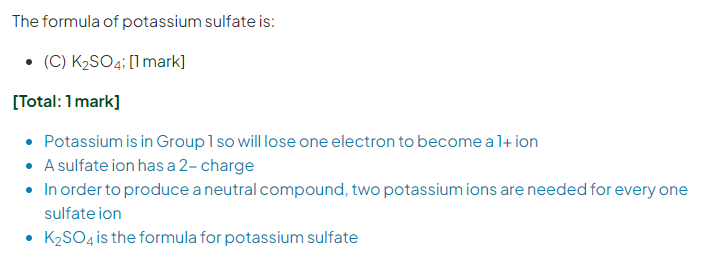 The formula of potassium sulfate is:
• (C) K₂SO₄; [1 mark]
[Total: 1 mark]
• Potassium is in Group 1 so will lose one electron to become a 1+ ion
• A sulfate ion has a 2– charge
• In order to produce a neutral compound, two potassium ions are needed for every one
sulfate ion
• K₂SO₄ is the formula for potassium sulfate